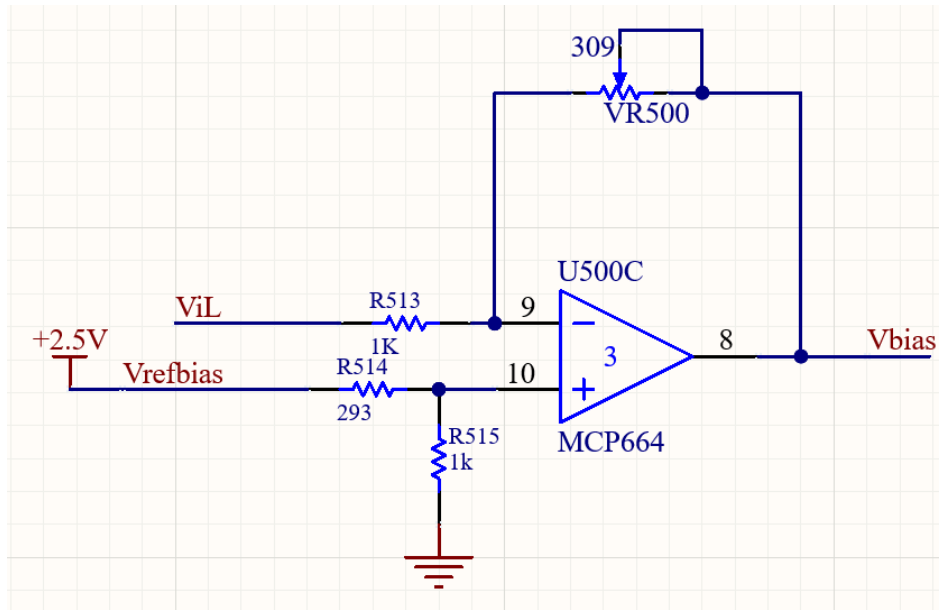 309
VR500
U500C
R513
ViL
9
1K
+2.5V
3
8
Vbias
R514
Vrefbias
10
293
R515
1k
MCP664